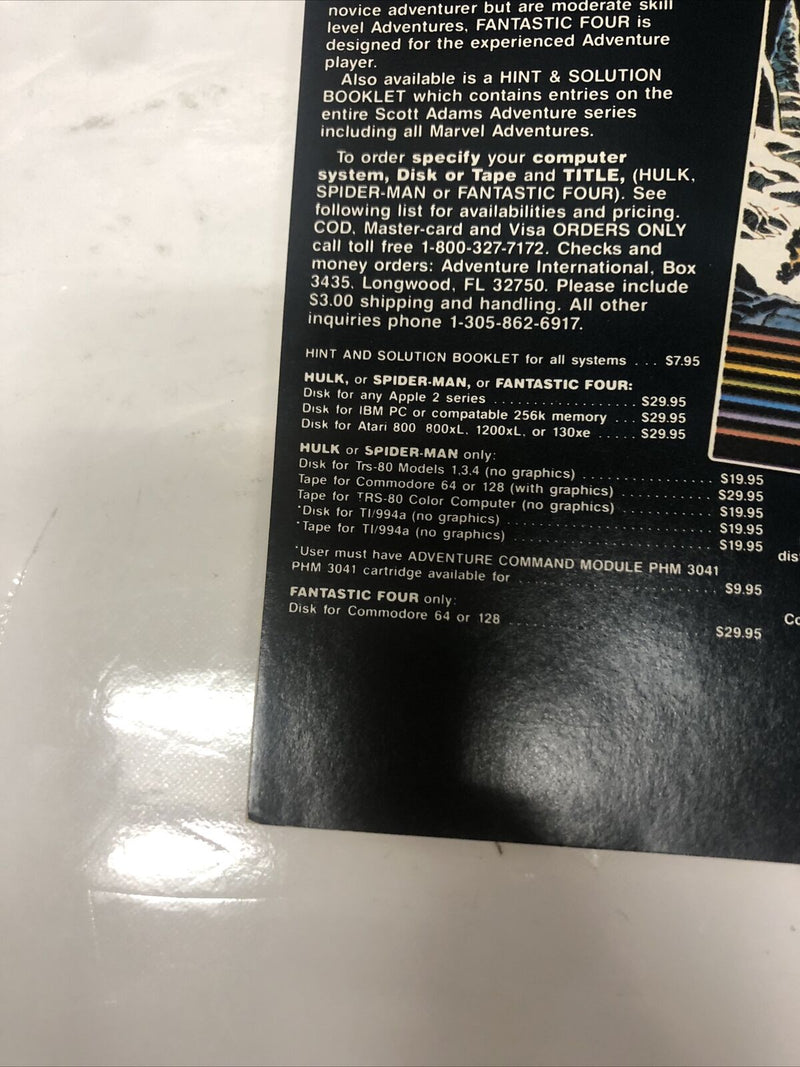 novice adventurer but are moderate skill
level Adventures, FANTASTIC FOUR is
designed for the experienced Adventure
player.
Also available is a HINT & SOLUTION
BOOKLET which contains entries on the
entire Scott Adams Adventure series
including all Marvel Adventures.
To order specify your computer
system, Disk or Tape and TITLE, (HULK,
SPIDER-MAN or FANTASTIC FOUR). See
following list for availabilities and pricing.
COD, Master-card and Visa ORDERS ONLY
call toll free 1-800-327-7172. Checks and
money orders: Adventure International, Box
3435, Longwood, FL 32750. Please include
$3.00 shipping and handling. All other
inquiries phone 1-305-862-6917.
HINT AND SOLUTION BOOKLET for all systems ... $7.95
HULK, or SPIDER-MAN, or FANTASTIC FOUR:
Disk for any Apple 2 series .................. $29.95
Disk for IBM PC or compatable 256k memory ... $29.95
Disk for Atari 800 800xL, 1200xL, or 130xe ..... $29.95
HULK or SPIDER-MAN only:
Disk for Trs-80 Models 1,3,4 (no graphics) ................. $19.95
Tape for Commodore 64 or 128 (with graphics) ............ $29.95
Tape for TRS-80 Color Computer (no graphics) ............ $19.95
*Disk for TI/994a (no graphics) ........................... $19.95
*Tape for TI/994a (no graphics) ........................... $19.95
*User must have ADVENTURE COMMAND MODULE PHM 3041
PHM 3041 cartridge available for ......................... $9.95
FANTASTIC FOUR only:
Disk for Commodore 64 or 128 ......................... $29.95
dis
Co